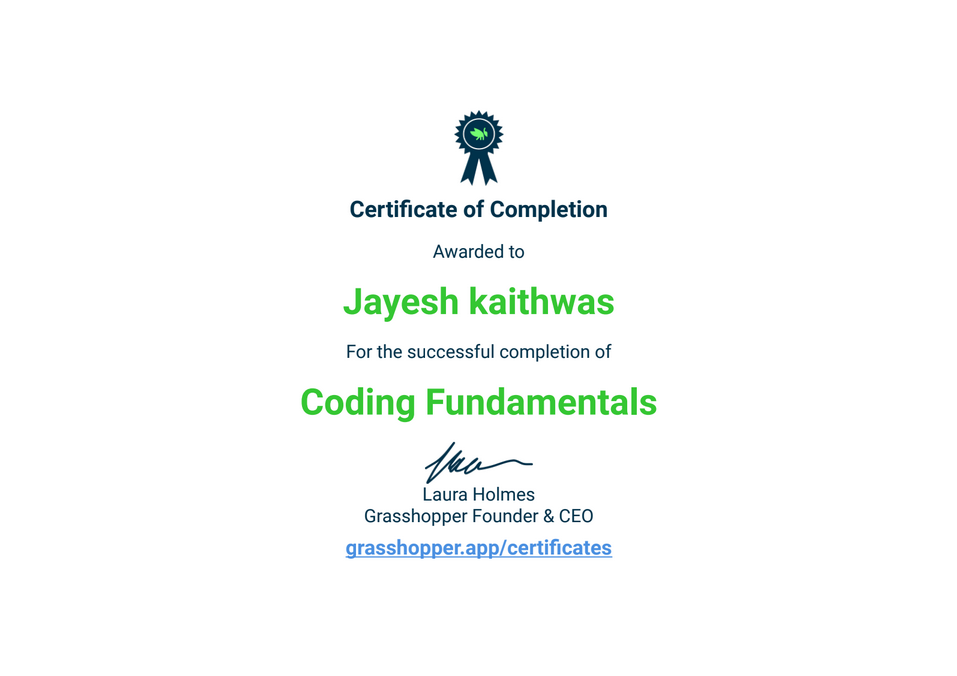 Certificate of Completion
Awarded to
Jayesh kaithwas
For the successful completion of
Coding Fundamentals
Laura Holmes
Grasshopper Founder & CEO
grasshopper.app/certificates